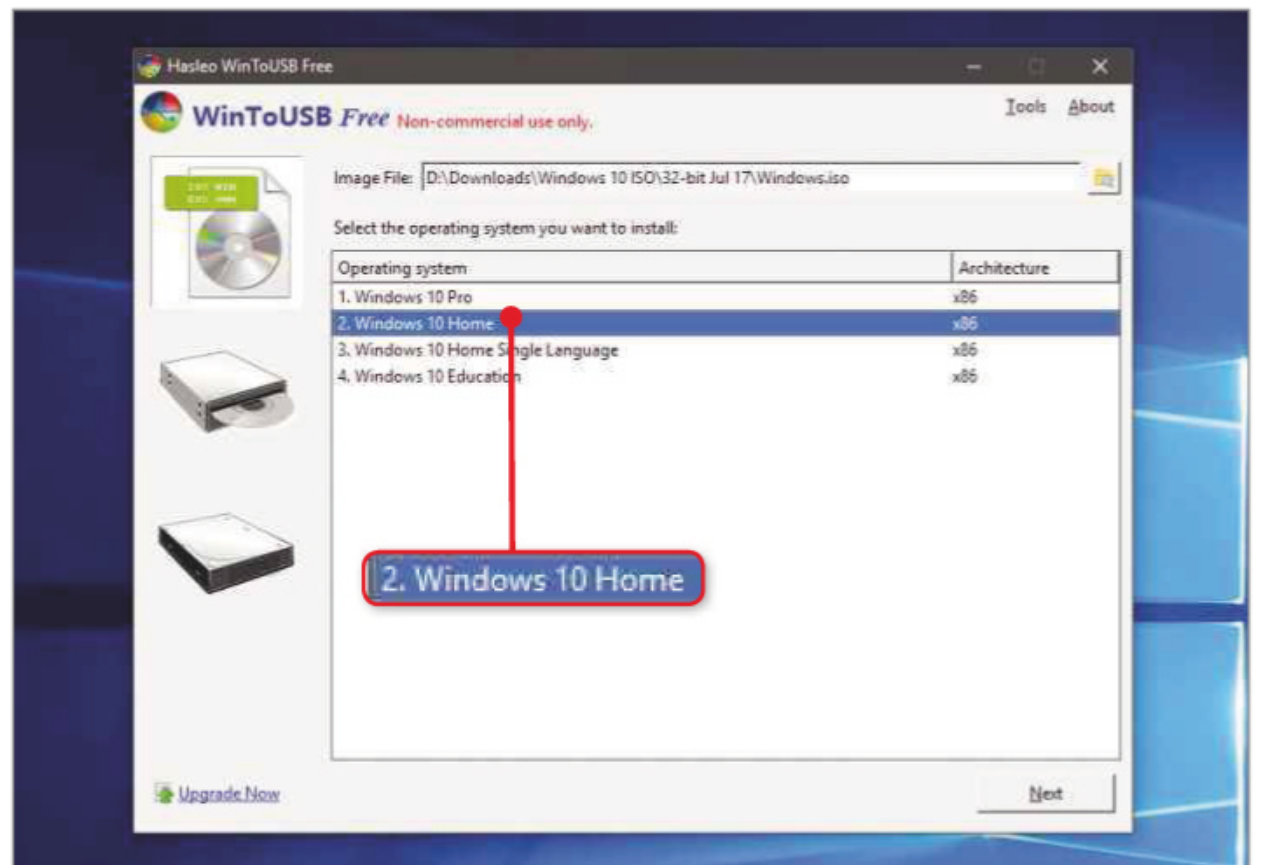 Hasleo WinToUSB Free
WinToUSB Free Non-commercial use only.
Tools About
Image File: D:\Downloads\Windows 10 ISO\32-bit Jul 17\Windows.iso
Select the operating system you want to install:
Operating system Architecture
1. Windows 10 Pro x86
2. Windows 10 Home x86
3. Windows 10 Home Single Language x86
4. Windows 10 Education x86
2. Windows 10 Home
Upgrade Now
Next